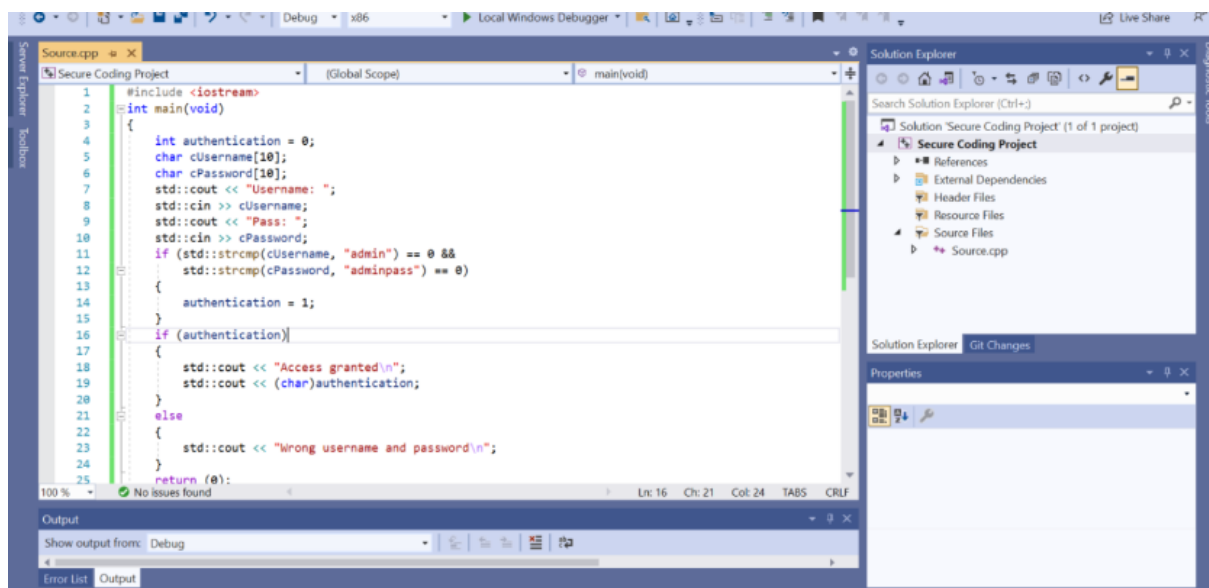 Debug
x86
Local Windows Debugger
Live Share
Server Explorer
Toolbox
Source.cpp
Secure Coding Project
(Global Scope)
main(void)
1 #include <iostream>
2 int main(void)
3 {
4 int authentication = 0;
5 char cUsername[10];
6 char cPassword[10];
7 std::cout << "Username: ";
8 std::cin >> cUsername;
9 std::cout << "Pass: ";
10 std::cin >> cPassword;
11 if (std::strcmp(cUsername, "admin") == 0 &&
12 std::strcmp(cPassword, "adminpass") == 0)
13 {
14 authentication = 1;
15 }
16 if (authentication)
17 {
18 std::cout << "Access granted\n";
19 std::cout << (char)authentication;
20 }
21 else
22 {
23 std::cout << "Wrong username and password\n";
24 }
25 return (0);
100 %
No issues found
Ln: 16 Ch: 21 Col: 24 TABS CRLF
Output
Show output from: Debug
Error List Output
Solution Explorer
Search Solution Explorer (Ctrl+;)
Solution 'Secure Coding Project' (1 of 1 project)
Secure Coding Project
References
External Dependencies
Header Files
Resource Files
Source Files
Source.cpp
Solution Explorer Git Changes
Properties